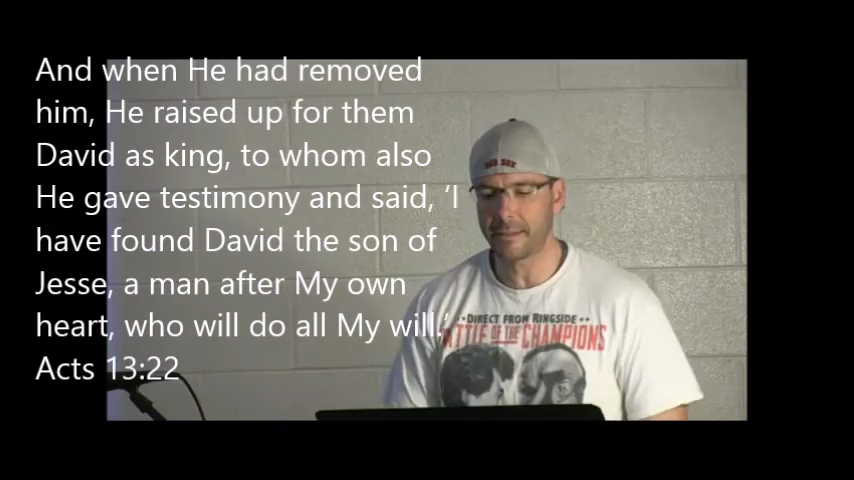 And when He had removed
him, He raised up for them
David as king, to whom also
He gave testimony and said, ‘I
have found David the son of
Jesse, a man after My own
heart, who will do all My will.’
Acts 13:22
RED SOX
DIRECT FROM RINGSIDE
BATTLE OF THE CHAMPIONS